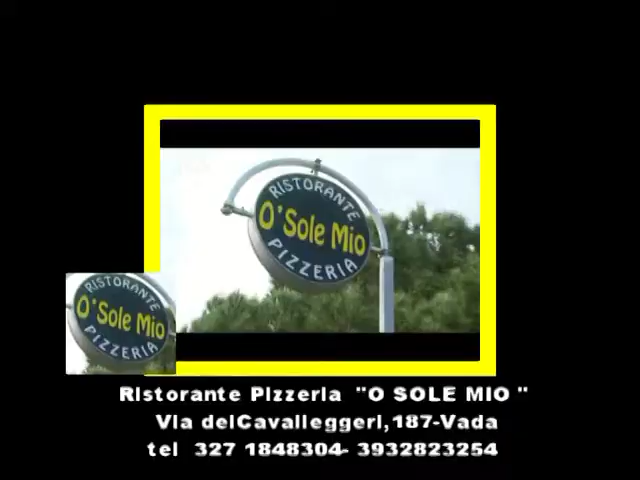 RISTORANTE
O'Sole Mio
PIZZERIA
RISTORANTE
O'Sole Mio
PIZZERIA
Ristorante Pizzeria "O SOLE MIO "
Via deiCavalleggeri,187-Vada
tel 327 1848304- 3932823254